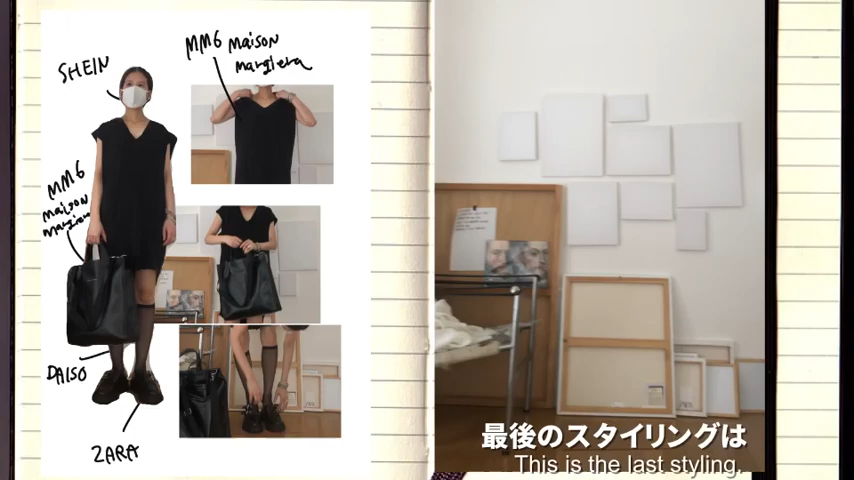 SHEIN
MM6 maison
margiela
MM6
maison
margiela
DAISO
ZARA
最後のスタイリングは
This is the last styling.